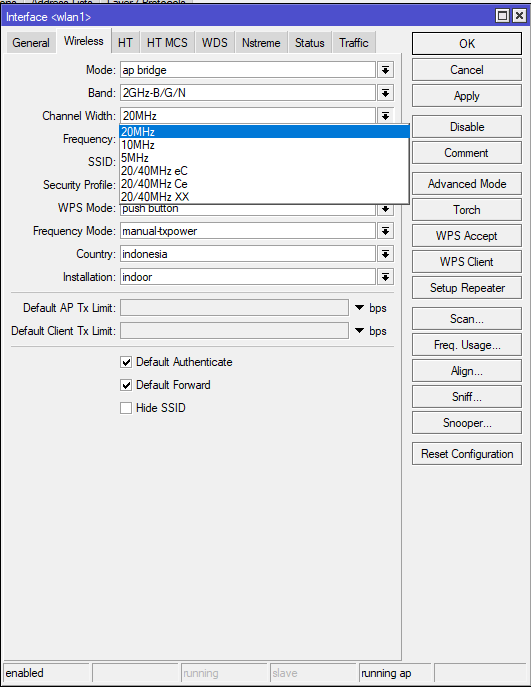 Interface <wlan1>
General Wireless HT HT MCS WDS Nstreme Status Traffic
Mode: ap bridge
Band: 2GHz-B/G/N
Channel Width: 20MHz
20MHz
10MHz
5MHz
20/40MHz eC
20/40MHz Ce
20/40MHz XX
Frequency:
SSID:
Security Profile:
WPS Mode: push button
Frequency Mode: manual-txpower
Country: indonesia
Installation: indoor
Default AP Tx Limit: bps
Default Client Tx Limit: bps
Default Authenticate
Default Forward
Hide SSID
OK
Cancel
Apply
Disable
Comment
Advanced Mode
Torch
WPS Accept
WPS Client
Setup Repeater
Scan...
Freq. Usage...
Align...
Sniff...
Snooper...
Reset Configuration
enabled running slave running ap